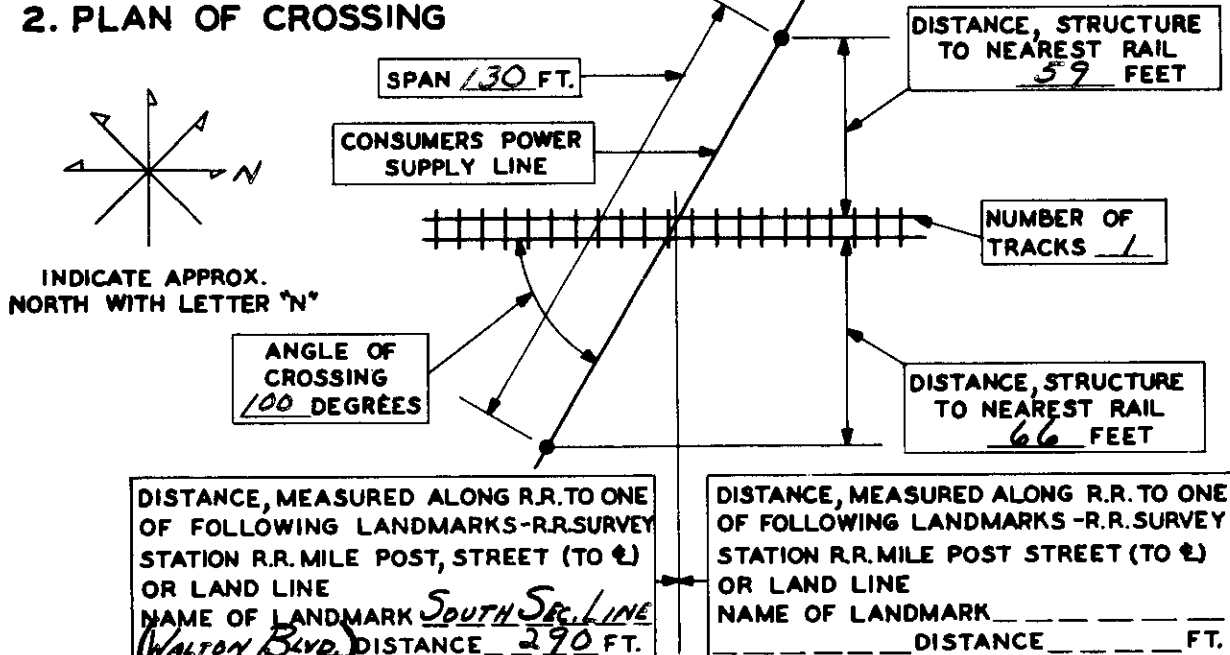 2. PLAN OF CROSSING
SPAN 130 FT.
DISTANCE, STRUCTURE
TO NEAREST RAIL
59 FEET
CONSUMERS POWER
SUPPLY LINE
N
NUMBER OF
TRACKS 1
INDICATE APPROX.
NORTH WITH LETTER "N"
ANGLE OF
CROSSING
100 DEGREES
DISTANCE, STRUCTURE
TO NEAREST RAIL
66 FEET
DISTANCE, MEASURED ALONG R.R. TO ONE
OF FOLLOWING LANDMARKS-R.R. SURVEY
STATION R.R. MILE POST, STREET (TO ℄)
OR LAND LINE
NAME OF LANDMARK SOUTH SEC. LINE
(WALTON BLVD.) DISTANCE 290 FT.
DISTANCE, MEASURED ALONG R.R. TO ONE
OF FOLLOWING LANDMARKS-R.R. SURVEY
STATION R.R. MILE POST STREET (TO ℄)
OR LAND LINE
NAME OF LANDMARK
DISTANCE FT.